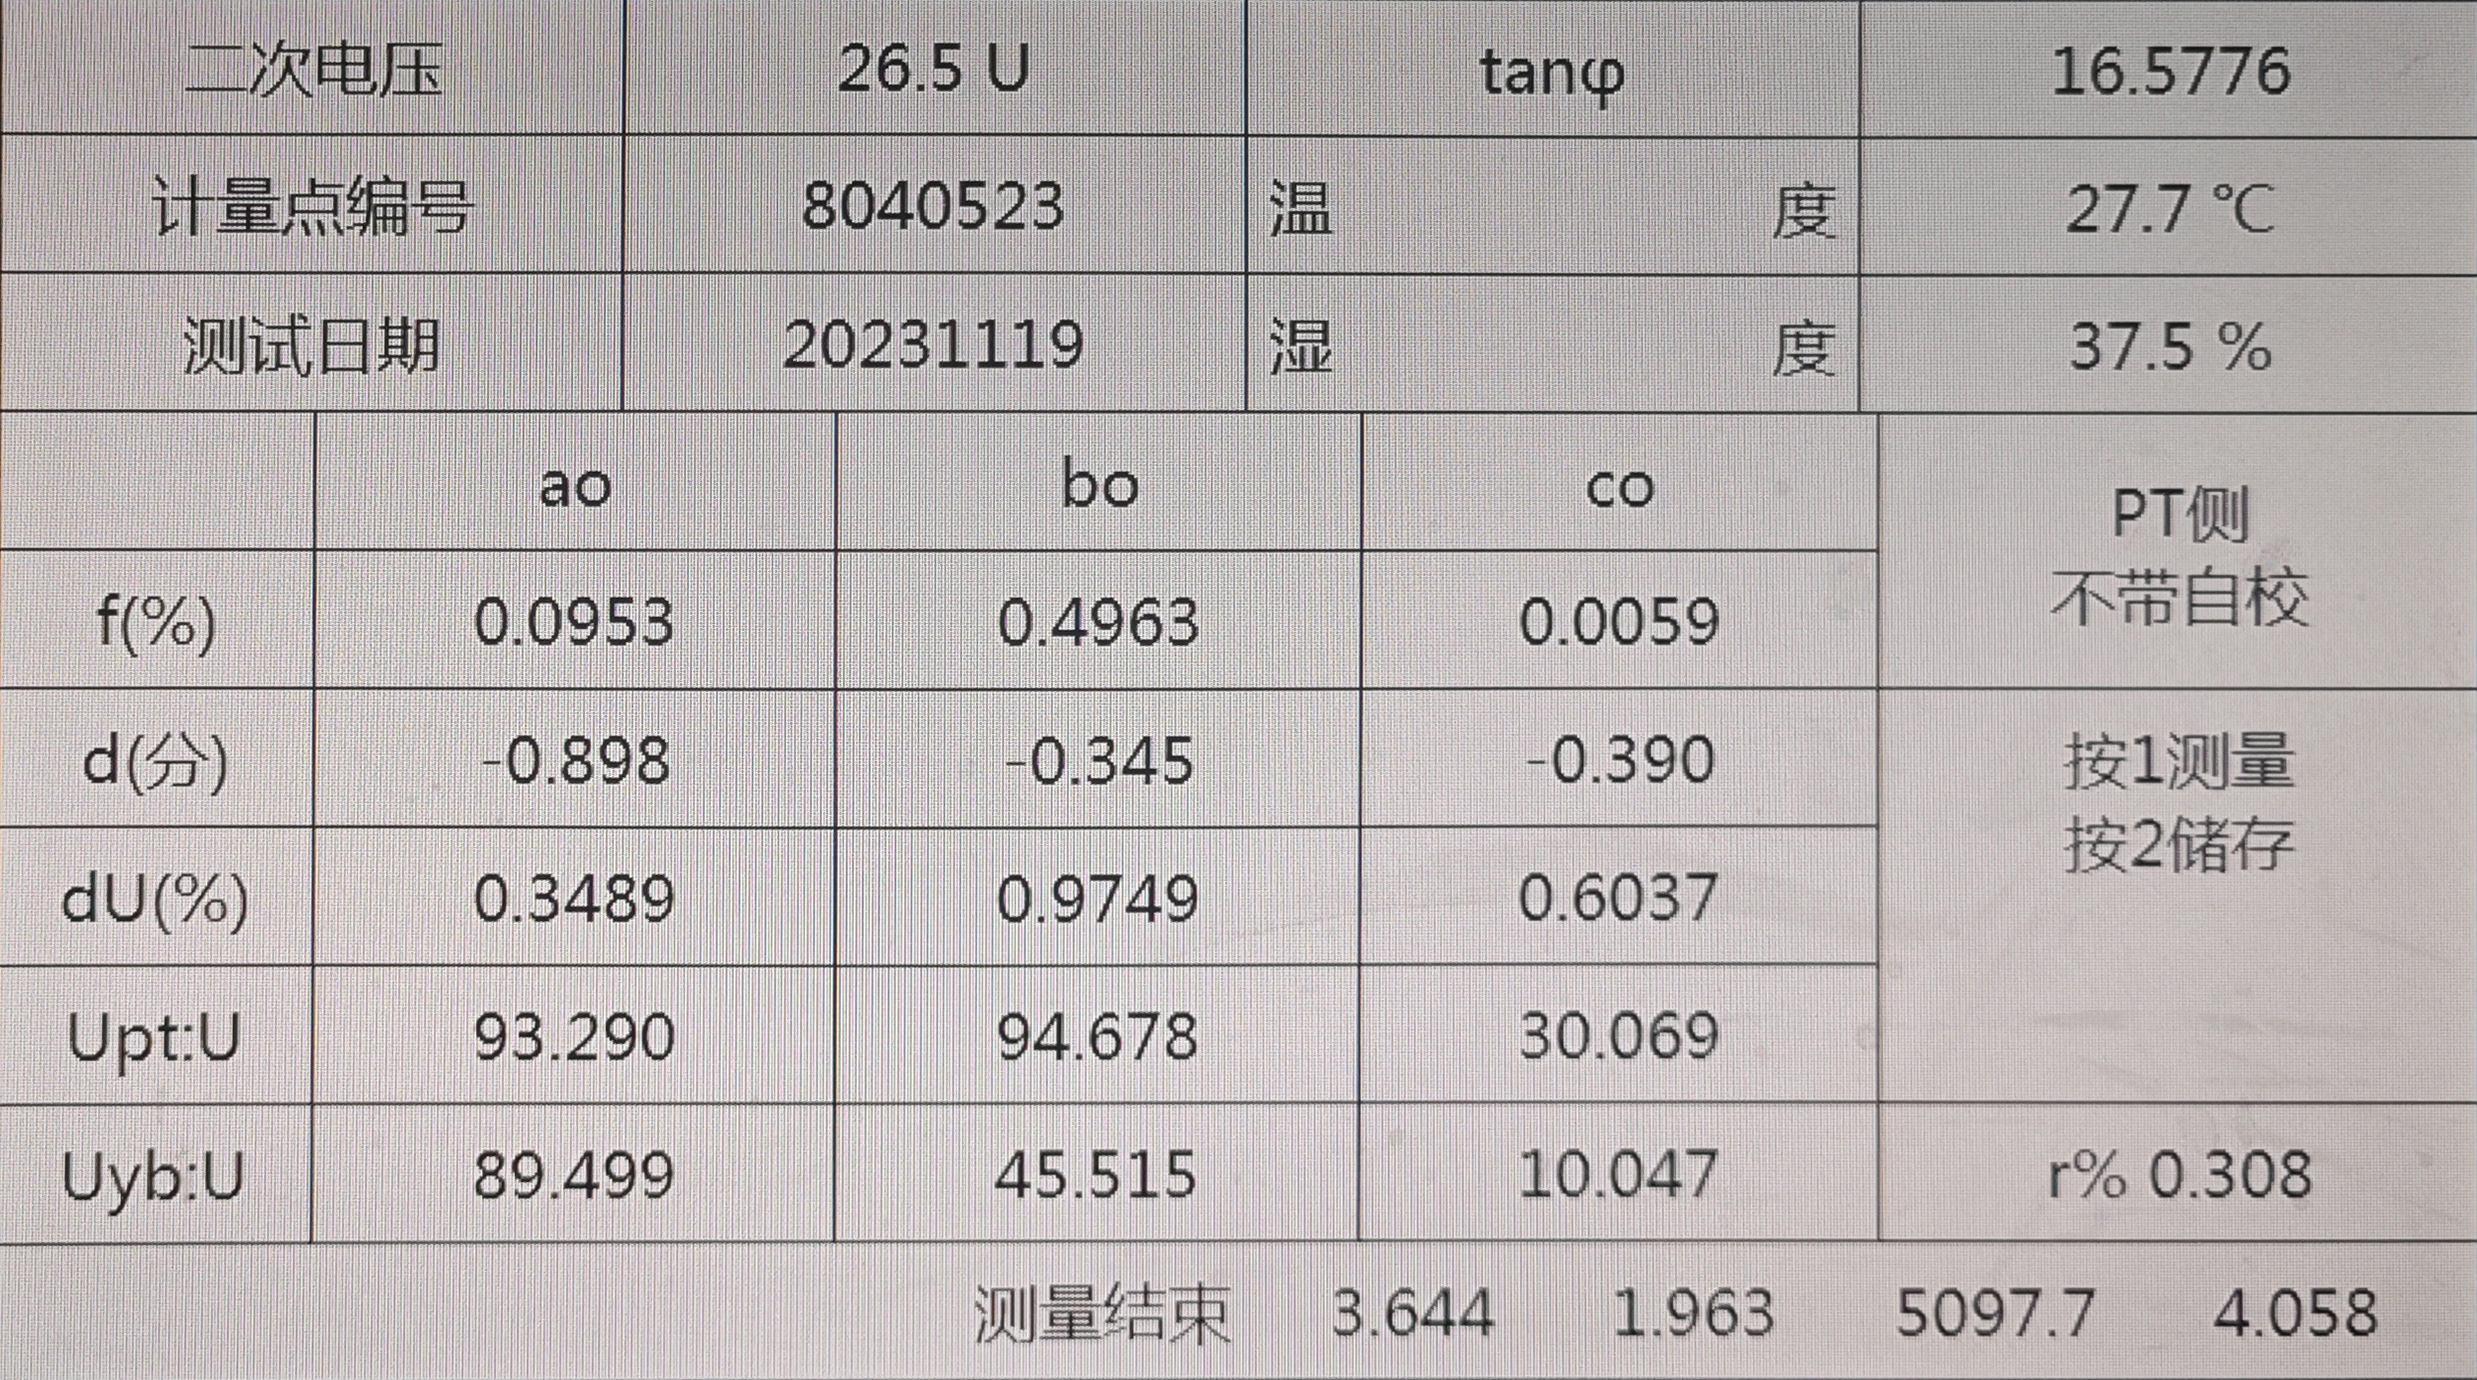 二次电压 26.5 U tanφ 16.5776
计量点编号 8040523 温 度 27.7 ℃
测试日期 20231119 湿 度 37.5 %
ao bo co
PT侧
不带自校
f(%) 0.0953 0.4963 0.0059
d(分) -0.898 -0.345 -0.390
按1测量
按2储存
dU(%) 0.3489 0.9749 0.6037
Upt:U 93.290 94.678 30.069
Uyb:U 89.499 45.515 10.047 r% 0.308
测量结束 3.644 1.963 5097.7 4.058